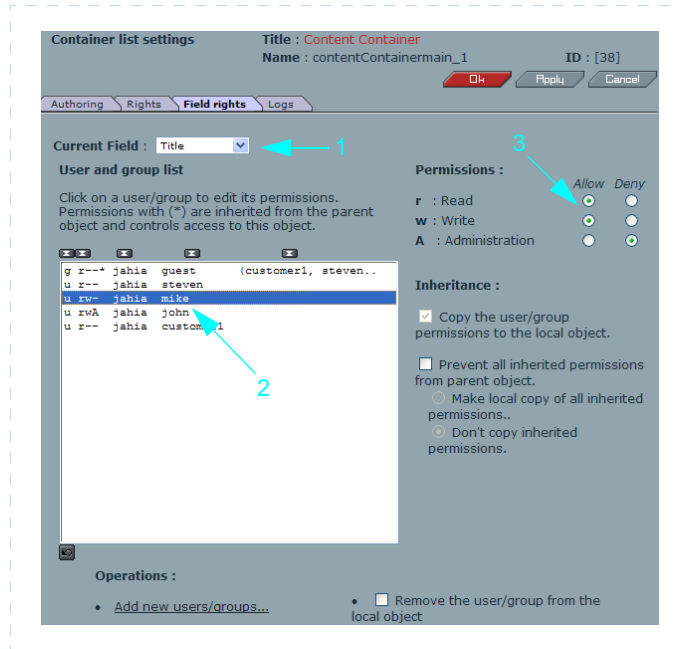 Container list settings Title : Content Container
Name : contentContainermain_1 ID : [38]
Ok Apply Cancel
Authoring Rights Field rights Logs
Current Field : Title 1
User and group list
Click on a user/group to edit its permissions.
Permissions with (*) are inherited from the parent
object and controls access to this object.
g r--* jahia guest (customer1, steven..
u r-- jahia steven
u rw- jahia mike
u rwA jahia john
u r-- jahia customer1
2
3
Permissions :
Allow Deny
r : Read
w : Write
A : Administration
Inheritance :
Copy the user/group
permissions to the local object.
Prevent all inherited permissions
from parent object.
Make local copy of all inherited
permissions..
Don't copy inherited
permissions.
Operations :
• Add new users/groups...
• Remove the user/group from the
local object